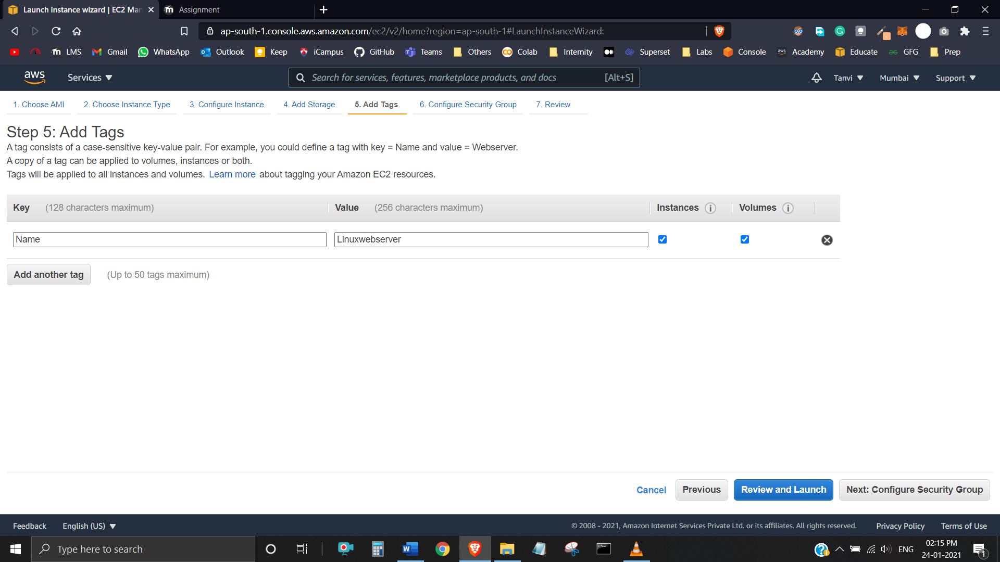 Launch instance wizard | EC2 Man
Assignment
ap-south-1.console.aws.amazon.com/ec2/v2/home?region=ap-south-1#LaunchInstanceWizard:
LMS
Gmail
WhatsApp
Outlook
Keep
iCampus
GitHub
Teams
Others
Colab
Internity
Superset
Labs
Console
Academy
Educate
GFG
Prep
aws
Services
Search for services, features, marketplace products, and docs
[Alt+S]
Tanvi
Mumbai
Support
1. Choose AMI
2. Choose Instance Type
3. Configure Instance
4. Add Storage
5. Add Tags
6. Configure Security Group
7. Review
Step 5: Add Tags
A tag consists of a case-sensitive key-value pair. For example, you could define a tag with key = Name and value = Webserver.
A copy of a tag can be applied to volumes, instances or both.
Tags will be applied to all instances and volumes. Learn more about tagging your Amazon EC2 resources.
Key (128 characters maximum)
Value (256 characters maximum)
Instances
Volumes
Name
Linuxwebserver
Add another tag
(Up to 50 tags maximum)
Cancel
Previous
Review and Launch
Next: Configure Security Group
Feedback
English (US)
© 2008 - 2021, Amazon Internet Services Private Ltd. or its affiliates. All rights reserved.
Privacy Policy
Terms of Use
Type here to search
ENG
02:15 PM
24-01-2021
1